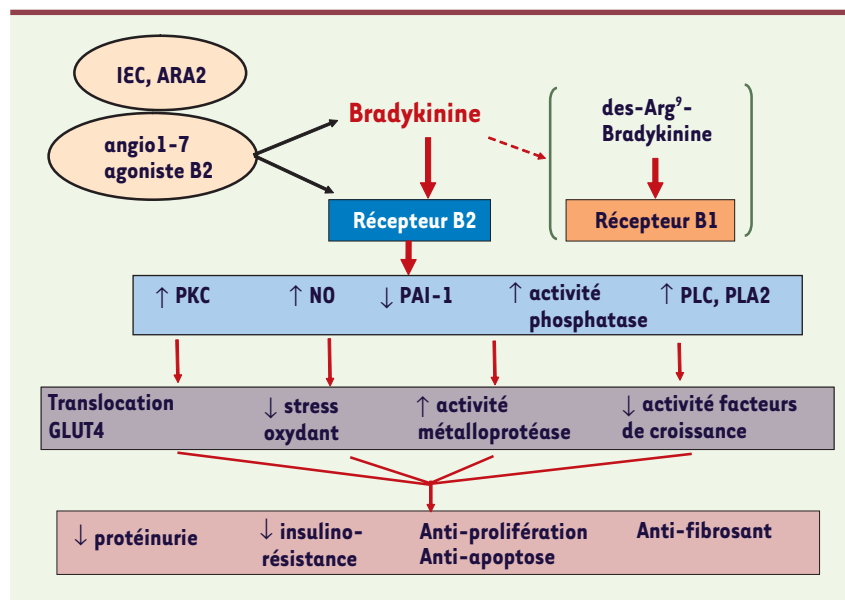 IEC, ARA2
angio1-7
agoniste B2
Bradykinine
des-Arg⁹-
Bradykinine
Récepteur B2
Récepteur B1
↑ PKC
↑ NO
↓ PAI-1
↑ activité
phosphatase
↑ PLC, PLA2
Translocation
GLUT4
↓ stress
oxydant
↑ activité
métalloprotéase
↓ activité facteurs
de croissance
↓ protéinurie
↓ insulino-
résistance
Anti-prolifération
Anti-apoptose
Anti-fibrosant